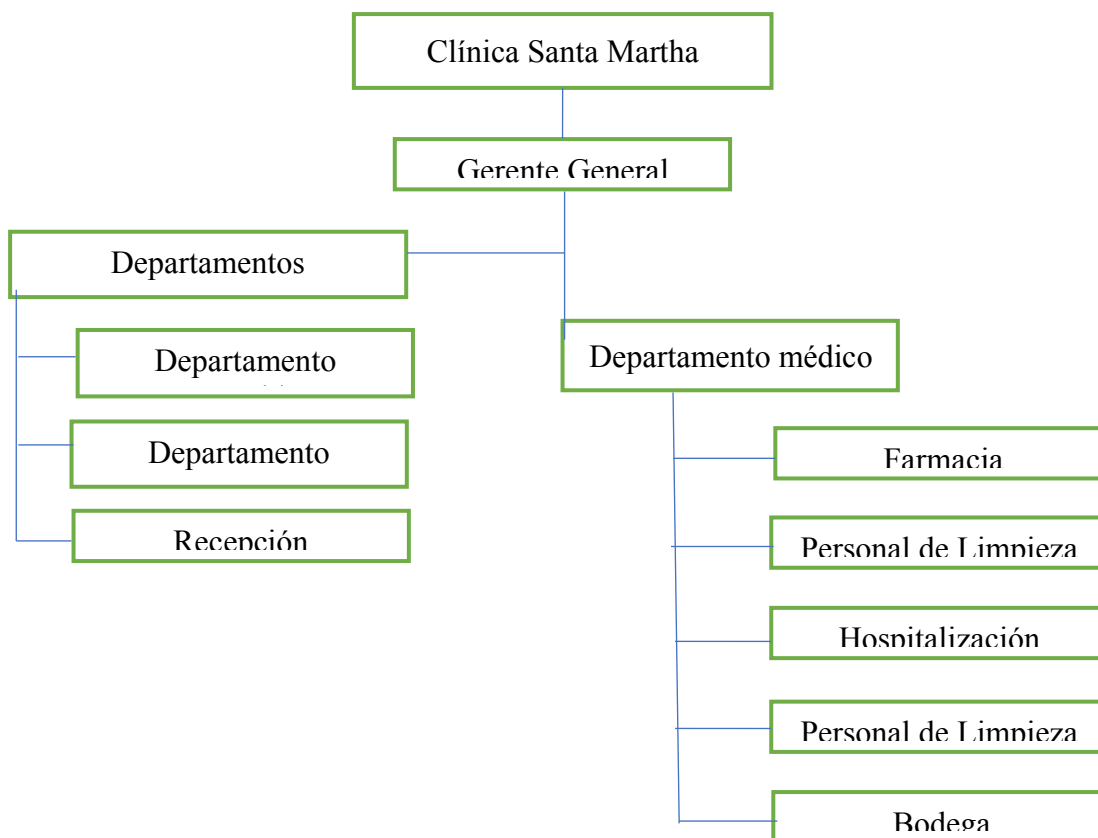 Clínica Santa Martha
Gerente General
Departamentos
Departamento
Departamento
Recepción
Departamento médico
Farmacia
Personal de Limpieza
Hospitalización
Personal de Limpieza
Bodega